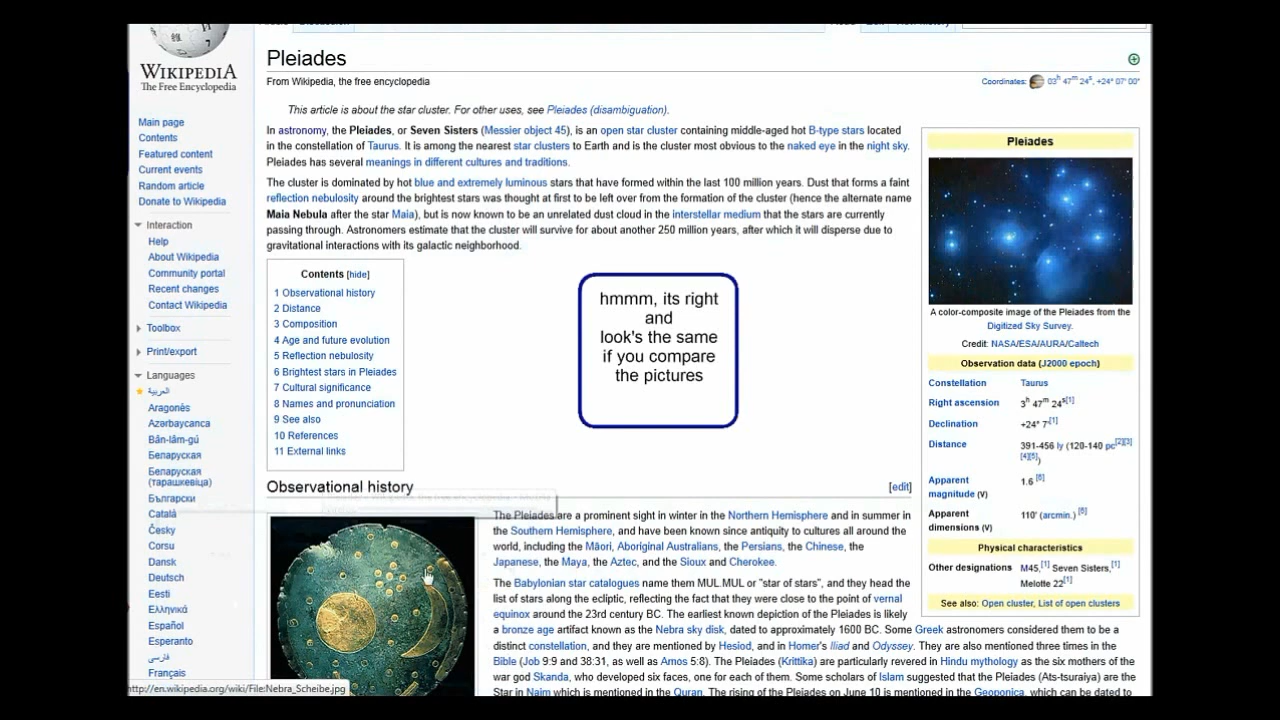 WIKIPEDIA
The Free Encyclopedia
Main page
Contents
Featured content
Current events
Random article
Donate to Wikipedia
Interaction
Help
About Wikipedia
Community portal
Recent changes
Contact Wikipedia
Toolbox
Print/export
Languages
العربية
Aragonés
Azərbaycanca
Bân-lâm-gú
Беларуская
Беларуская
(тарашкевіца)
Български
Català
Česky
Corsu
Dansk
Deutsch
Eesti
Ελληνικά
Español
Esperanto
فارسی
Français
http://en.wikipedia.org/wiki/File:Nebra_Scheibe.jpg
Pleiades
From Wikipedia, the free encyclopedia
Coordinates: 03h 47m 24s, +24° 07′ 00″
This article is about the star cluster. For other uses, see Pleiades (disambiguation).
In astronomy, the Pleiades, or Seven Sisters (Messier object 45), is an open star cluster containing middle-aged hot B-type stars located
in the constellation of Taurus. It is among the nearest star clusters to Earth and is the cluster most obvious to the naked eye in the night sky.
Pleiades has several meanings in different cultures and traditions.
The cluster is dominated by hot blue and extremely luminous stars that have formed within the last 100 million years. Dust that forms a faint
reflection nebulosity around the brightest stars was thought at first to be left over from the formation of the cluster (hence the alternate name
Maia Nebula after the star Maia), but is now known to be an unrelated dust cloud in the interstellar medium that the stars are currently
passing through. Astronomers estimate that the cluster will survive for about another 250 million years, after which it will disperse due to
gravitational interactions with its galactic neighborhood.
Contents [hide]
1 Observational history
2 Distance
3 Composition
4 Age and future evolution
5 Reflection nebulosity
6 Brightest stars in Pleiades
7 Cultural significance
8 Names and pronunciation
9 See also
10 References
11 External links
hmmm, its right
and
look's the same
if you compare
the pictures
Pleiades
A color-composite image of the Pleiades from the
Digitized Sky Survey.
Credit: NASA/ESA/AURA/Caltech
Observation data (J2000 epoch)
Constellation Taurus
Right ascension 3h 47m 24s[1]
Declination +24° 7′[1]
Distance 391-456 ly (120-140 pc[2][3]
[4][5])
Apparent
magnitude (V) 1.6 [6]
Apparent
dimensions (V) 110' (arcmin.) [6]
Physical characteristics
Other designations M45,[1] Seven Sisters,[1]
Melotte 22[1]
See also: Open cluster, List of open clusters
Observational history [edit]
The Pleiades are a prominent sight in winter in the Northern Hemisphere and in summer in
the Southern Hemisphere, and have been known since antiquity to cultures all around the
world, including the Māori, Aboriginal Australians, the Persians, the Chinese, the
Japanese, the Maya, the Aztec, and the Sioux and Cherokee.
The Babylonian star catalogues name them MUL.MUL or "star of stars", and they head the
list of stars along the ecliptic, reflecting the fact that they were close to the point of vernal
equinox around the 23rd century BC. The earliest known depiction of the Pleiades is likely
a bronze age artifact known as the Nebra sky disk, dated to approximately 1600 BC. Some Greek astronomers considered them to be a
distinct constellation, and they are mentioned by Hesiod, and in Homer's Iliad and Odyssey. They are also mentioned three times in the
Bible (Job 9:9 and 38:31, as well as Amos 5:8). The Pleiades (Krittika) are particularly revered in Hindu mythology as the six mothers of the
war god Skanda, who developed six faces, one for each of them. Some scholars of Islam suggested that the Pleiades (Ats-tsuraiya) are the
Star in Najm which is mentioned in the Quran. The rising of the Pleiades on June 10 is mentioned in the Geoponica, which can be dated to